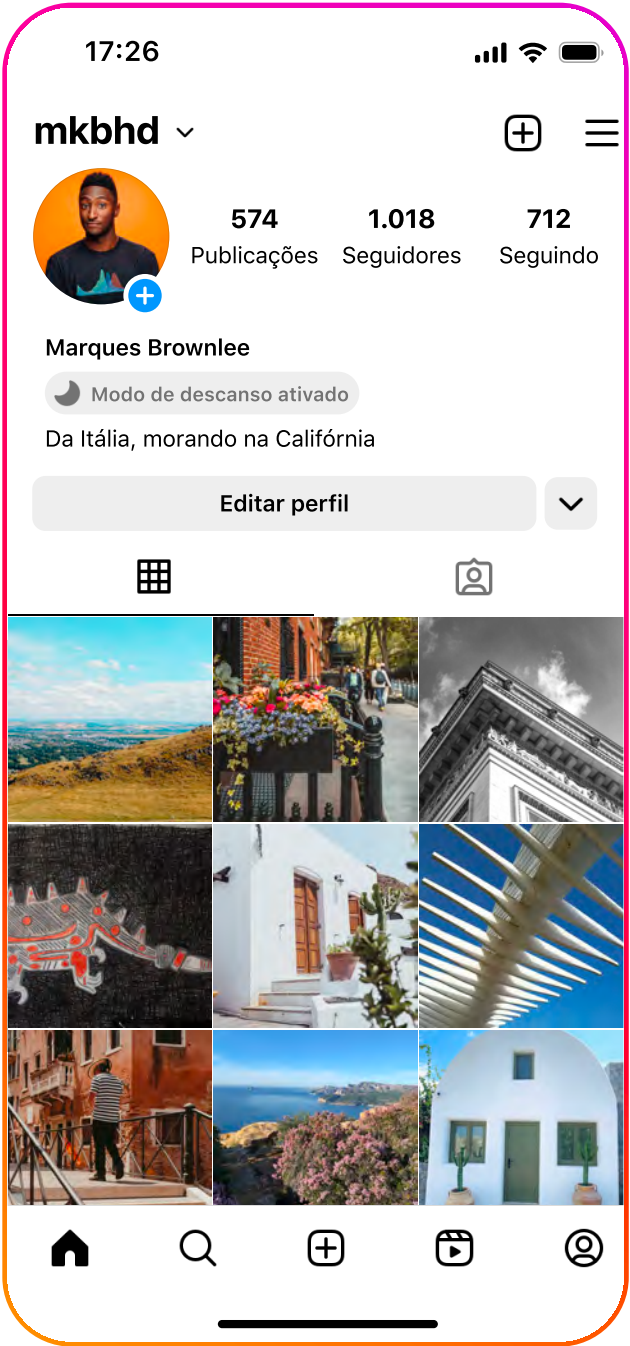 17:26
mkbhd
574 1.018 712
Publicações Seguidores Seguindo
Marques Brownlee
Modo de descanso ativado
Da Itália, morando na Califórnia
Editar perfil